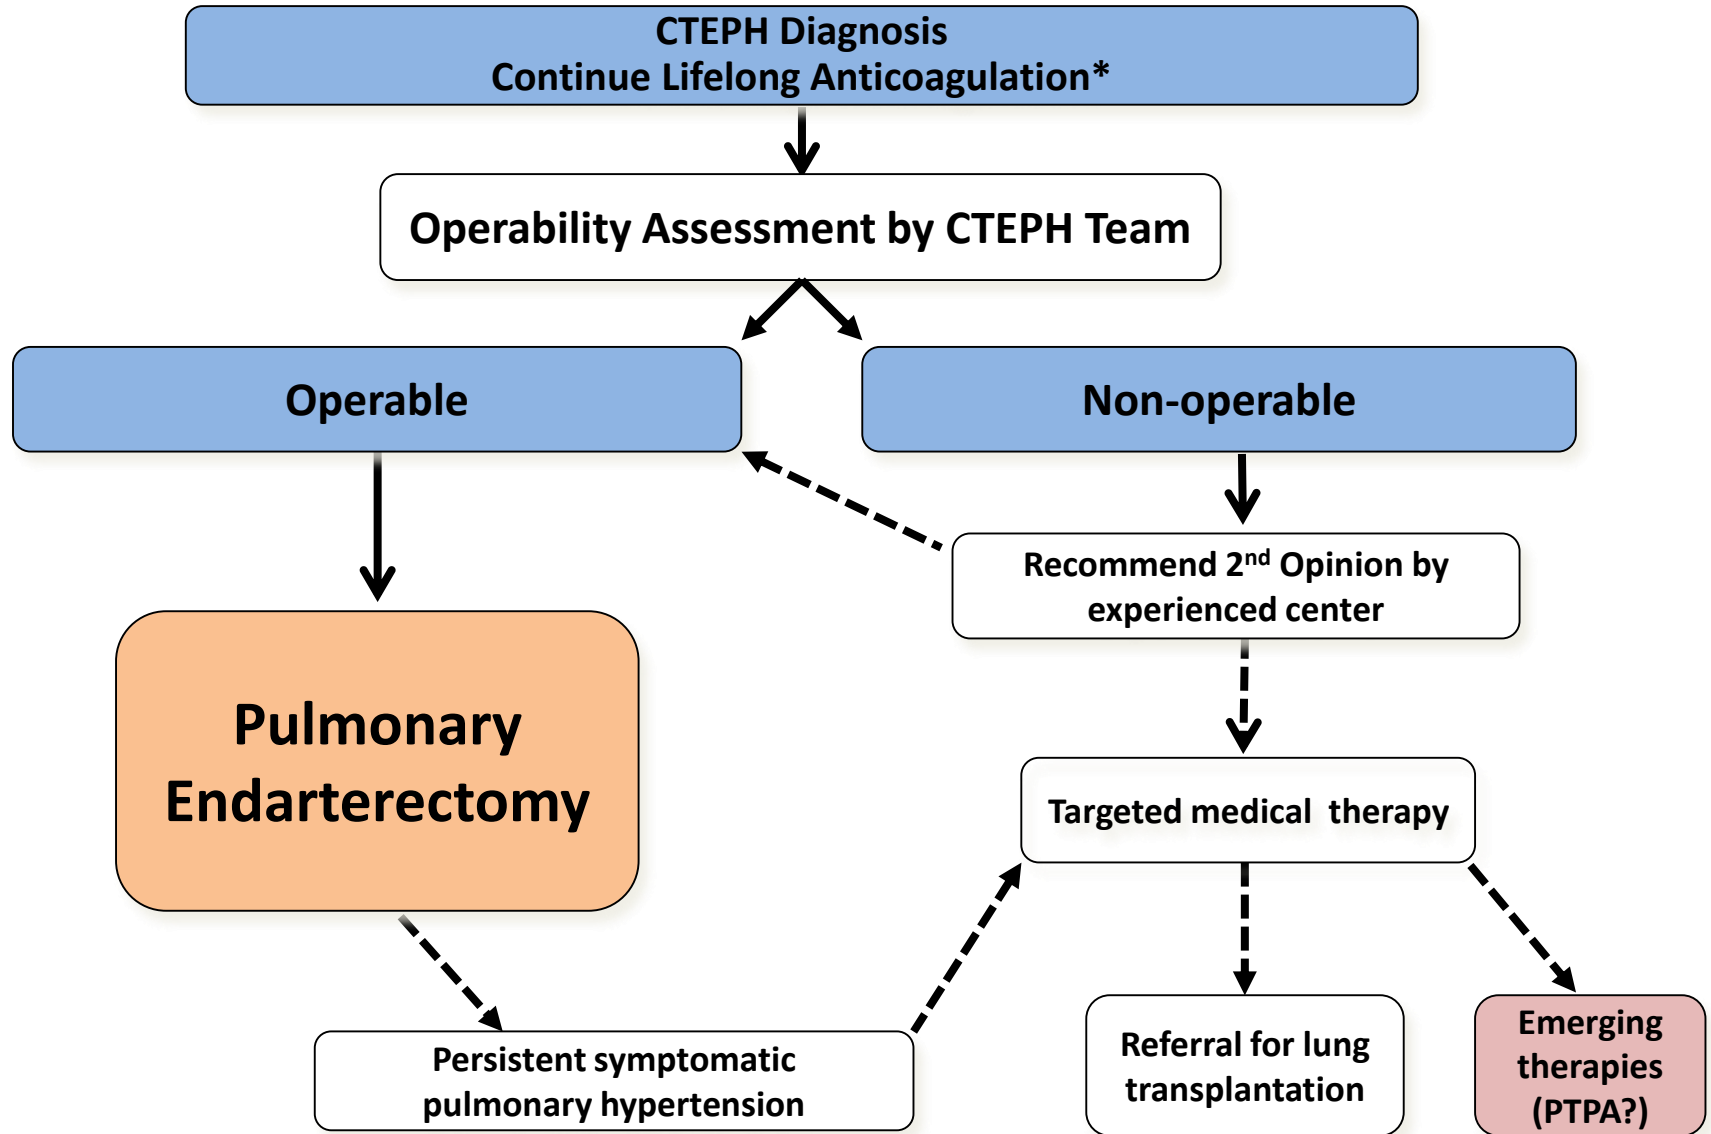 CTEPH Diagnosis
Continue Lifelong Anticoagulation*
Operability Assessment by CTEPH Team
Operable
Non-operable
Recommend 2nd Opinion by
experienced center
Pulmonary
Endarterectomy
Targeted medical therapy
Persistent symptomatic
pulmonary hypertension
Referral for lung
transplantation
Emerging
therapies
(PTPA?)